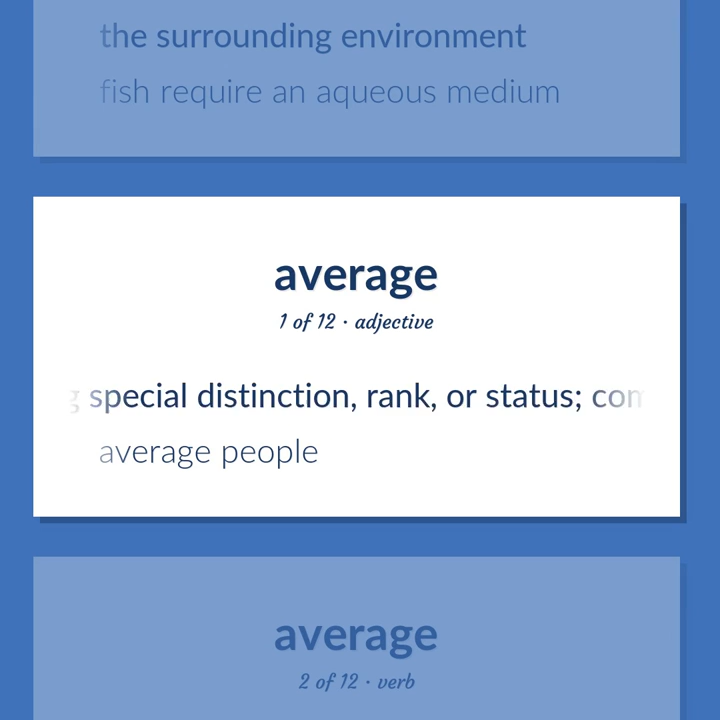 the surrounding environment
fish require an aqueous medium
average
1 of 12 · adjective
special distinction, rank, or status;
average people
average
2 of 12 · verb